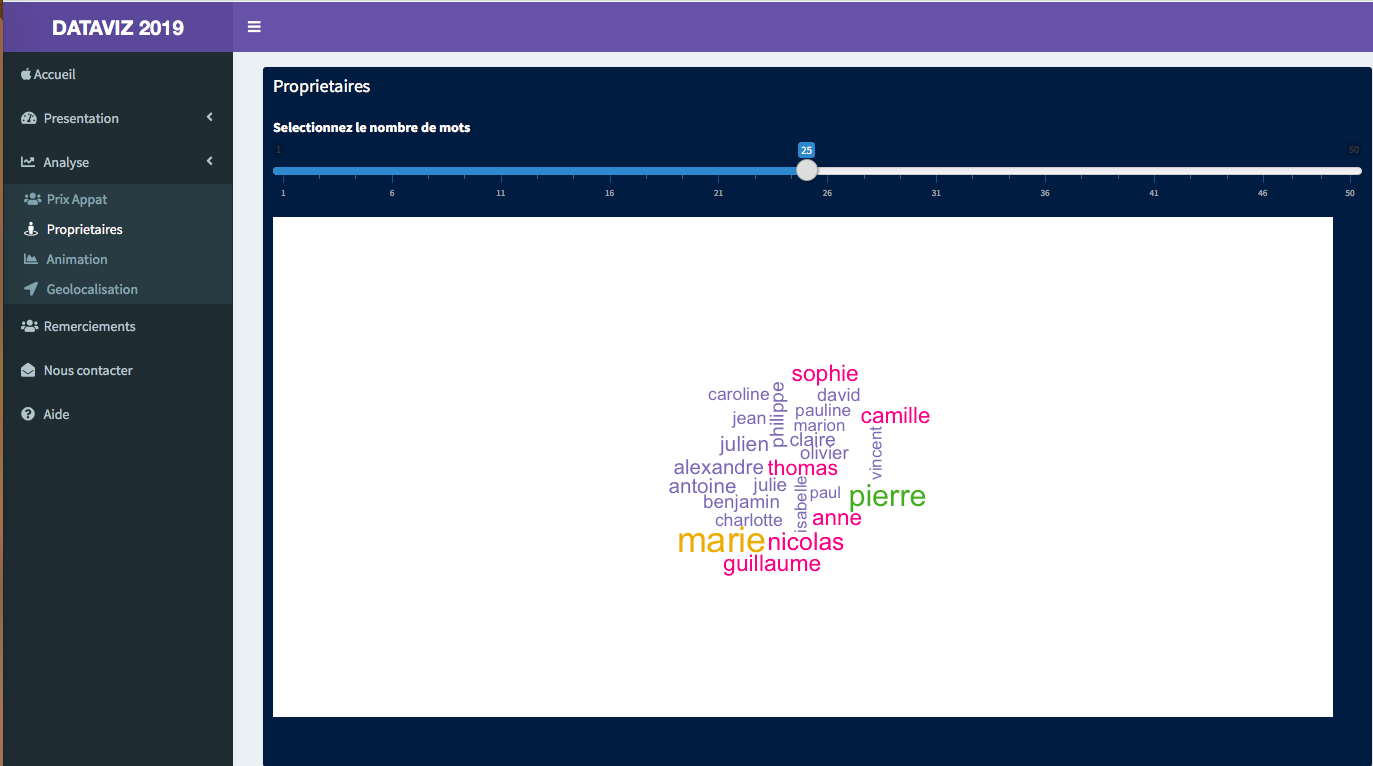 DATAVIZ 2019
Accueil
Presentation
Analyse
Prix Appat
Proprietaires
Animation
Geolocalisation
Remerciements
Nous contacter
Aide
Proprietaires
Selectionnez le nombre de mots
1 25 50
1 6 11 16 21 26 31 36 41 46 50
sophie
caroline
philippe
david
pauline
camille
jean
marion
julien
claire
olivier
vincent
alexandre
thomas
antoine
julie
isabelle
paul
pierre
benjamin
charlotte
anne
marie
nicolas
guillaume